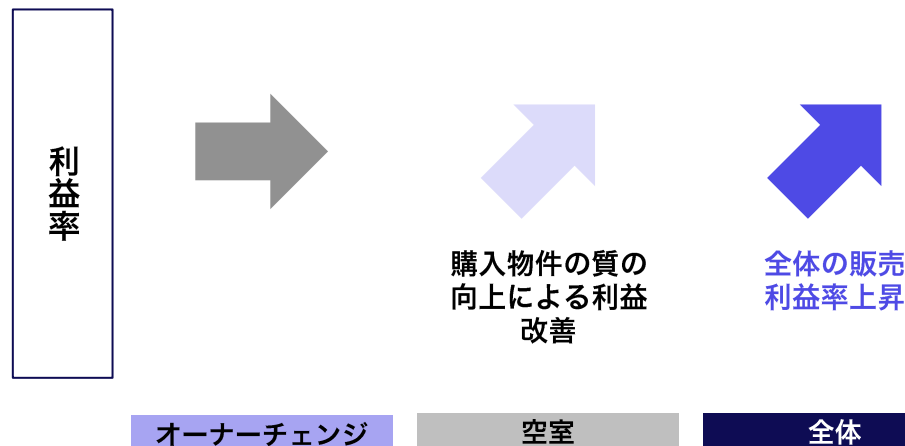 利益率
購入物件の質の
向上による利益
改善
全体の販売
利益率上昇
オーナーチェンジ
空室
全体